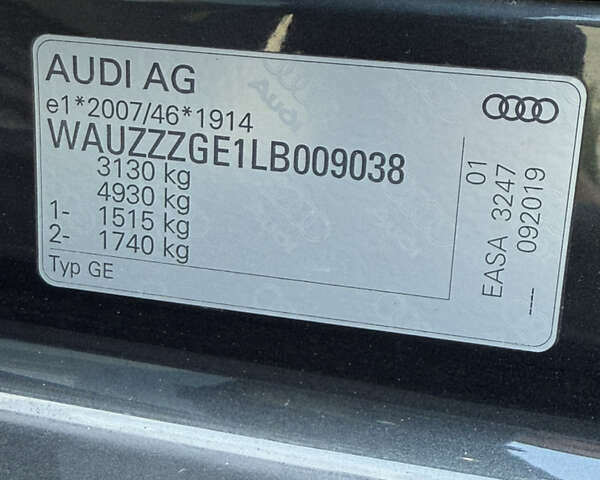 AUDI AG
e1*2007/46*1914
WAUZZZGE1LB009038
3130 kg
4930 kg
1- 1515 kg
2- 1740 kg
Typ GE
01
EASA 3247
092019
Audi